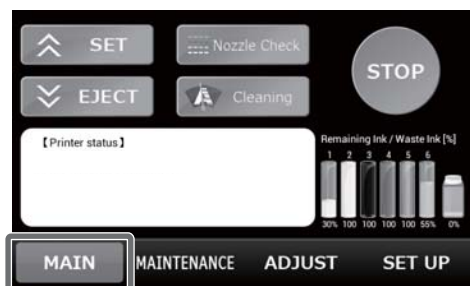 SET
Nozzle Check
STOP
EJECT
Cleaning
【Printer status】
Remaining Ink / Waste Ink [%]
1 2 3 4 5 6
30% 100 100 100 100 55% 0%
MAIN MAINTENANCE ADJUST SET UP